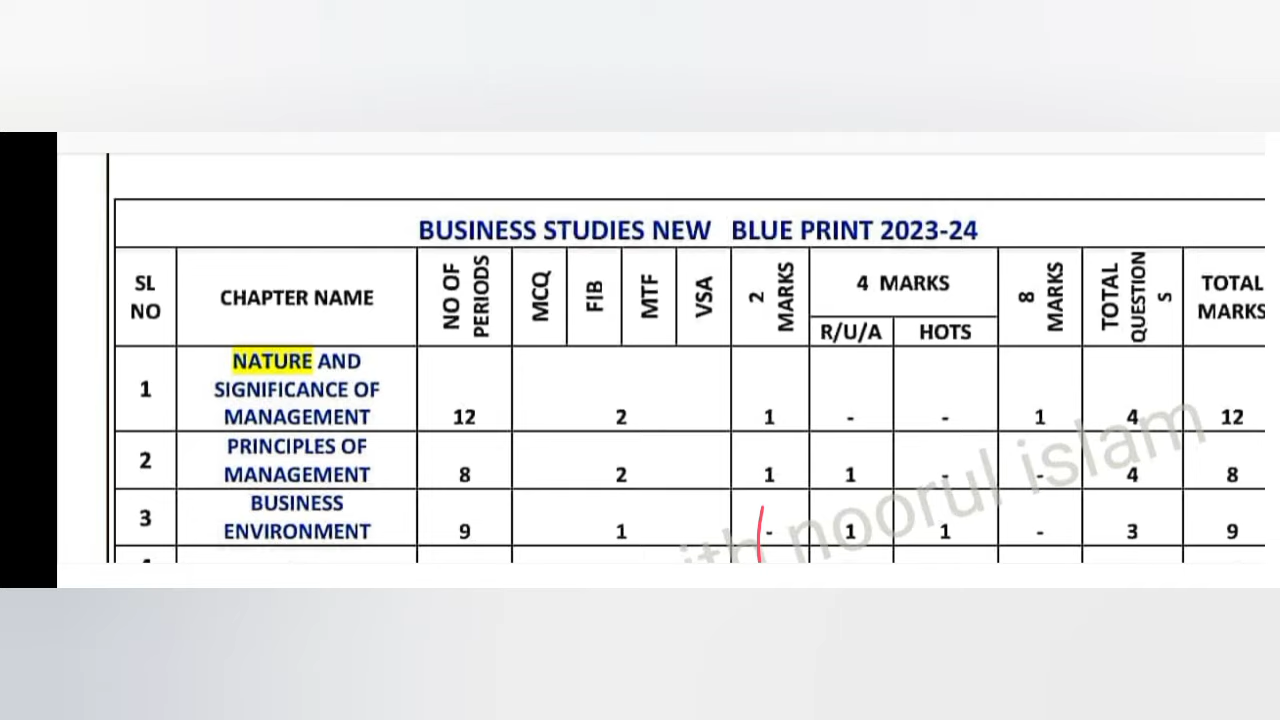 BUSINESS STUDIES NEW BLUE PRINT 2023-24
SL NO CHAPTER NAME NO OF PERIODS MCQ FIB MTF VSA 2 MARKS 4 MARKS 8 MARKS TOTAL QUESTIONS TOTAL MARKS
R/U/A HOTS
NATURE AND
SIGNIFICANCE OF
1 MANAGEMENT 12 2 1 - - 1 4 12
PRINCIPLES OF
2 MANAGEMENT 8 2 1 1 - - 4 8
BUSINESS
3 ENVIRONMENT 9 1 - 1 1 - 3 9
ith noorul islam